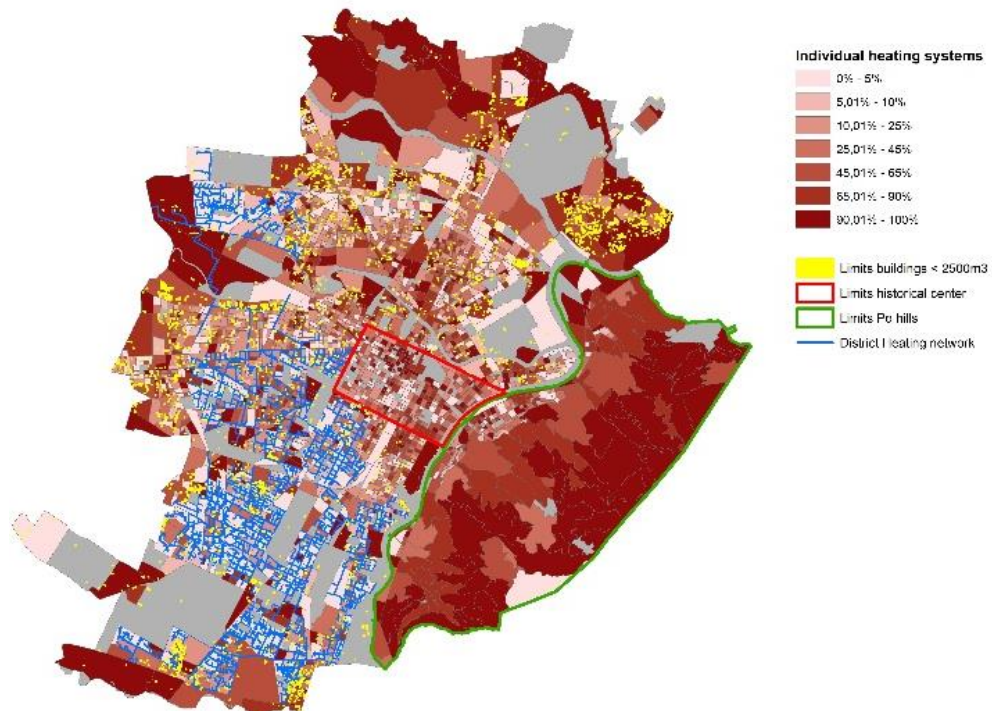 Individual heating systems
0% - 5%
5,01% - 10%
10,01% - 25%
25,01% - 45%
45,01% - 65%
65,01% - 90%
90,01% - 100%
Limits buildings < 2500m3
Limits historical center
Limits Po hills
District Heating network